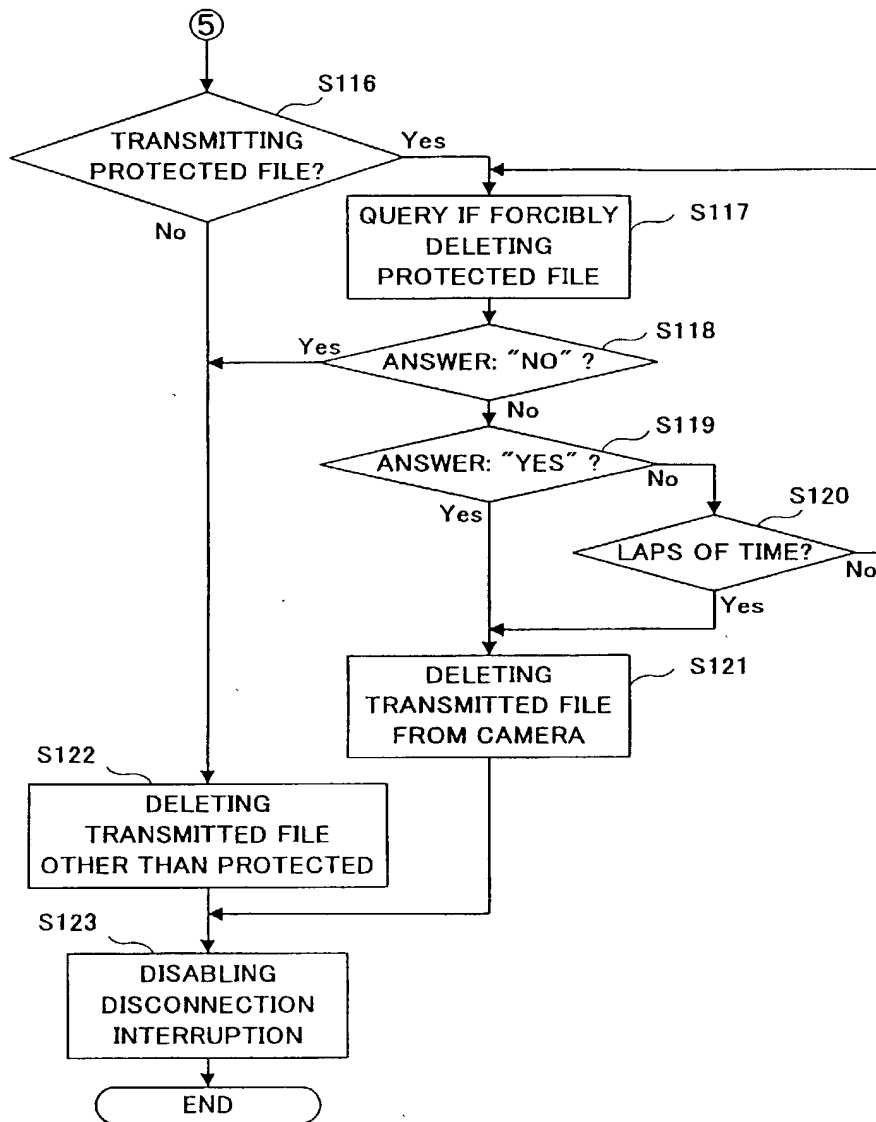 5
S116
TRANSMITTING
PROTECTED FILE?
Yes
No
QUERY IF FORCIBLY
DELETING
PROTECTED FILE
S117
S118
Yes
ANSWER: "NO" ?
No
S119
ANSWER: "YES" ?
No
Yes
S120
LAPS OF TIME?
No
Yes
DELETING
TRANSMITTED FILE
FROM CAMERA
S121
S122
DELETING
TRANSMITTED FILE
OTHER THAN PROTECTED
S123
DISABLING
DISCONNECTION
INTERRUPTION
END